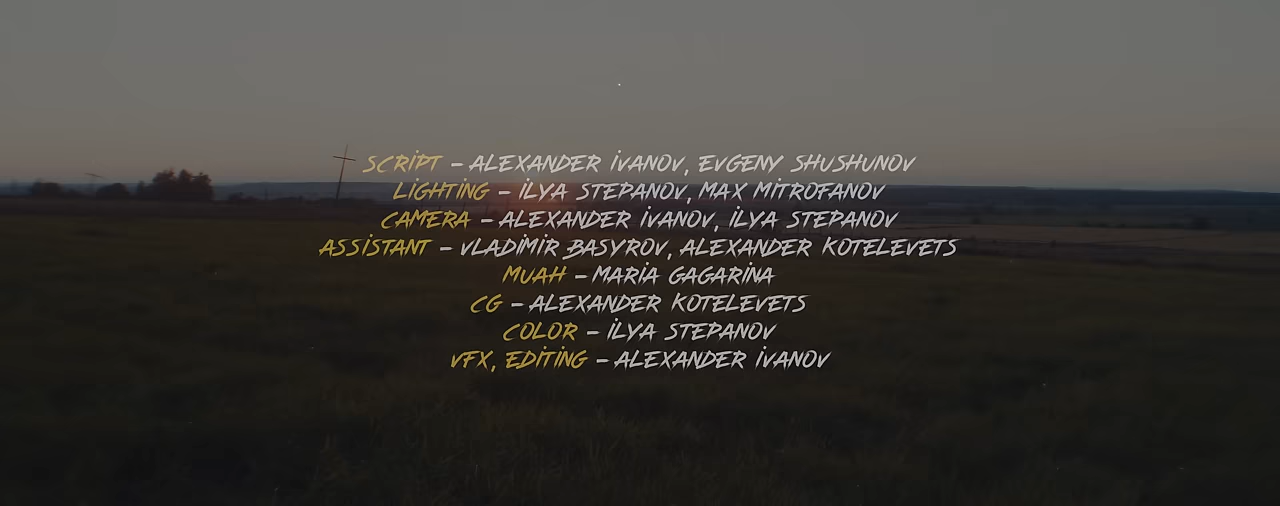 SCRIPT – ALEXANDER IVANOV, EVGENY SHUSHUNOV
LIGHTING – ILYA STEPANOV, MAX MITROFANOV
CAMERA – ALEXANDER IVANOV, ILYA STEPANOV
ASSISTANT – VLADIMIR BASYROV, ALEXANDER KOTELEVETS
MUAH – MARIA GAGARINA
CG – ALEXANDER KOTELEVETS
COLOR – ILYA STEPANOV
VFX, EDITING – ALEXANDER IVANOV